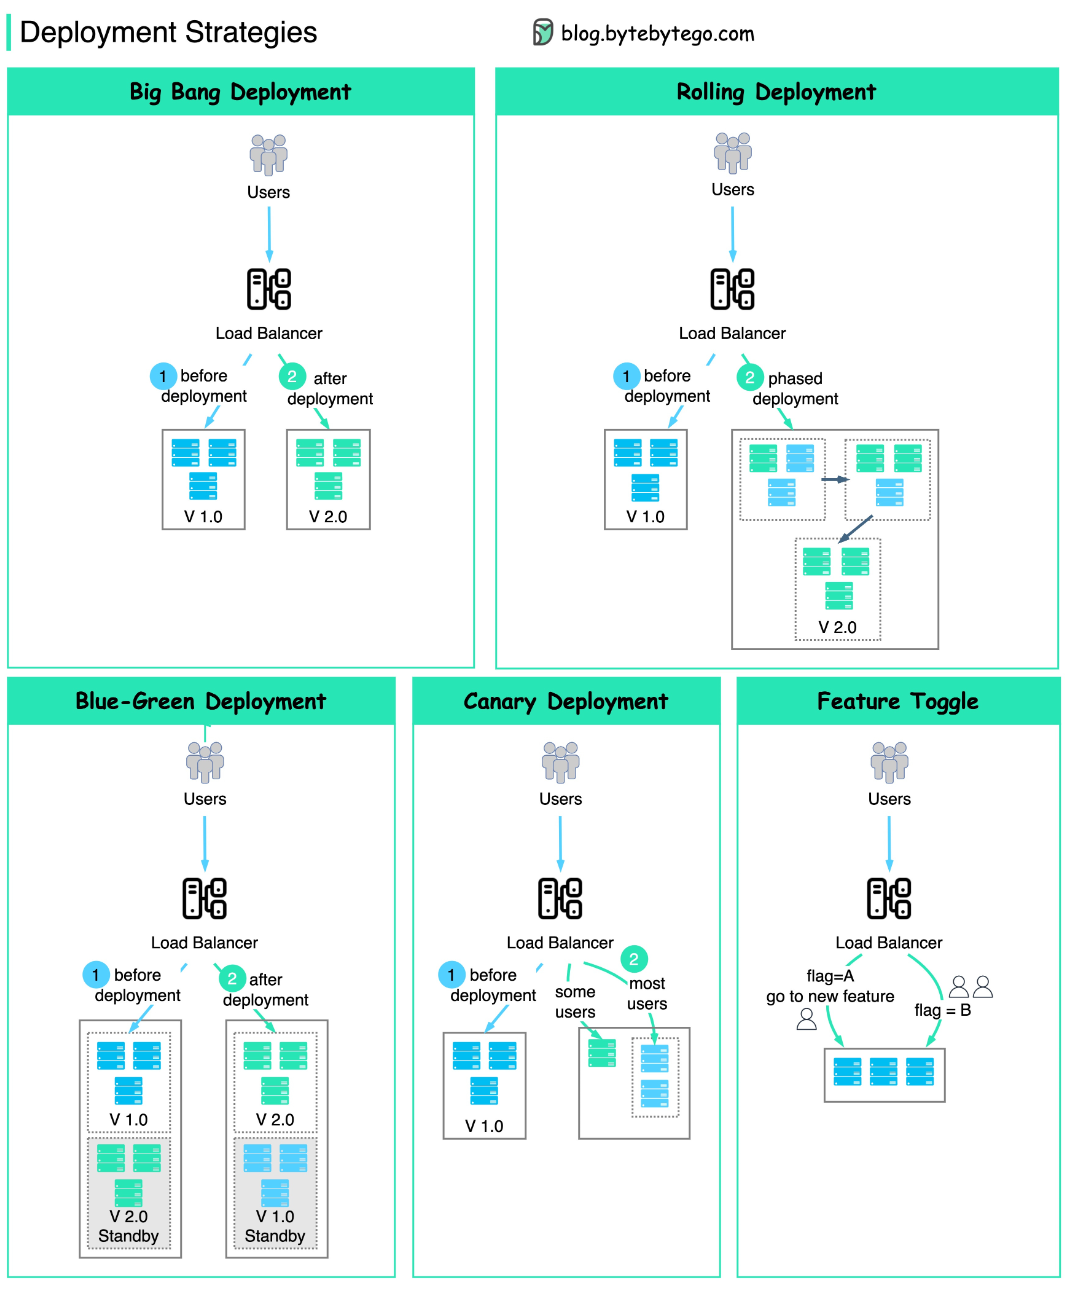 Deployment Strategies
blog.bytebytego.com
Big Bang Deployment
Users
Load Balancer
1 before
deployment
2 after
deployment
V 1.0
V 2.0
Rolling Deployment
Users
Load Balancer
1 before
deployment
2 phased
deployment
V 1.0
V 2.0
Blue-Green Deployment
Users
Load Balancer
1 before
deployment
2 after
deployment
V 1.0
V 2.0
Standby
V 2.0
V 1.0
Standby
Canary Deployment
Users
Load Balancer
1 before
deployment
some
users
2
most
users
V 1.0
Feature Toggle
Users
Load Balancer
flag=A
go to new feature
flag = B